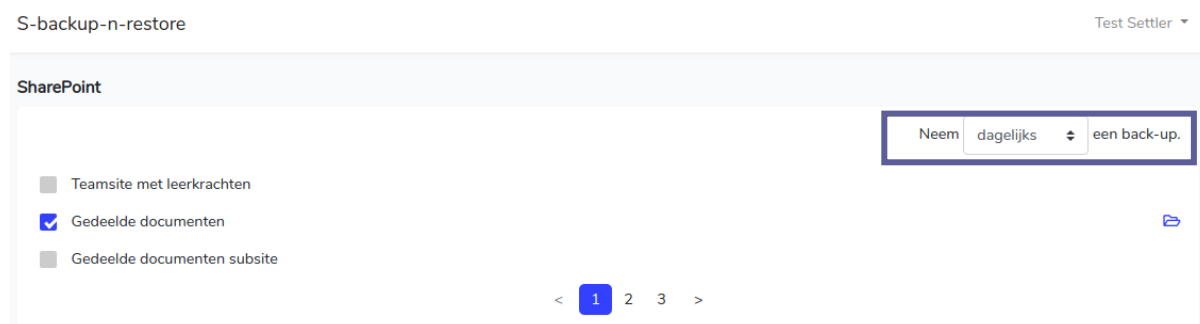 S-backup-n-restore
Test Settler
SharePoint
Neem dagelijks een back-up.
Teamsite met leerkrachten
Gedeelde documenten
Gedeelde documenten subsite
< 1 2 3 >